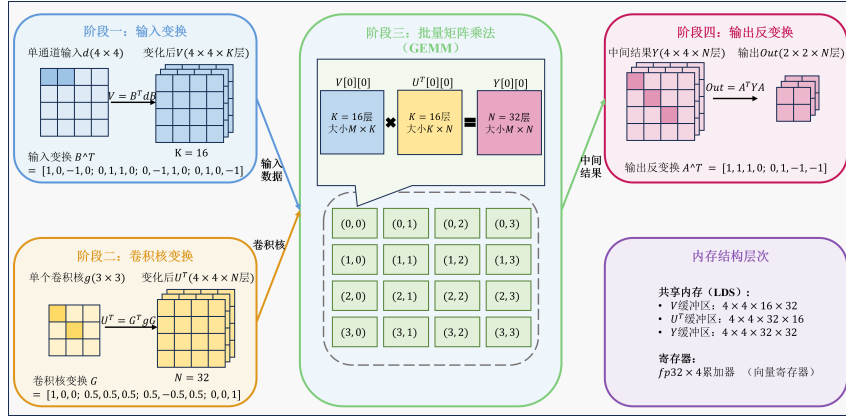 阶段一：输入变换
单通道输入d(4 × 4)
变化后V(4 × 4 × K层)
V = B^T dB
K = 16
输入变换 B^T
= [1, 0, −1, 0; 0, 1, 1, 0; 0, −1, 1, 0; 0, 1, 0, −1]
阶段二：卷积核变换
单个卷积核g(3 × 3)
变化后U^T(4 × 4 × N层)
U^T = G^T gG
N = 32
卷积核变换 G
= [1, 0, 0; 0.5, 0.5, 0.5; 0.5, −0.5, 0.5; 0, 0, 1]
输入
数据
卷积核
阶段三：批量矩阵乘法
（GEMM）
V[0][0]
U^T[0][0]
Y[0][0]
K = 16层
大小M × K
×
K = 16层
大小K × N
=
N = 32层
大小M × N
(0, 0)
(0, 1)
(0, 2)
(0, 3)
(1, 0)
(1, 1)
(1, 2)
(1, 3)
(2, 0)
(2, 1)
(2, 2)
(2, 3)
(3, 0)
(3, 1)
(3, 2)
(3, 3)
中间
结果
阶段四：输出反变换
中间结果Y(4 × 4 × N层)
输出Out(2 × 2 × N层)
Out = A^T YA
输出反变换 A^T = [1, 1, 1, 0; 0, 1, −1, −1]
内存结构层次
共享内存（LDS）：
• V缓冲区：4 × 4 × 16 × 32
• U^T缓冲区：4 × 4 × 32 × 16
• Y缓冲区：4 × 4 × 32 × 32
寄存器：
fp32 × 4累加器 （向量寄存器）